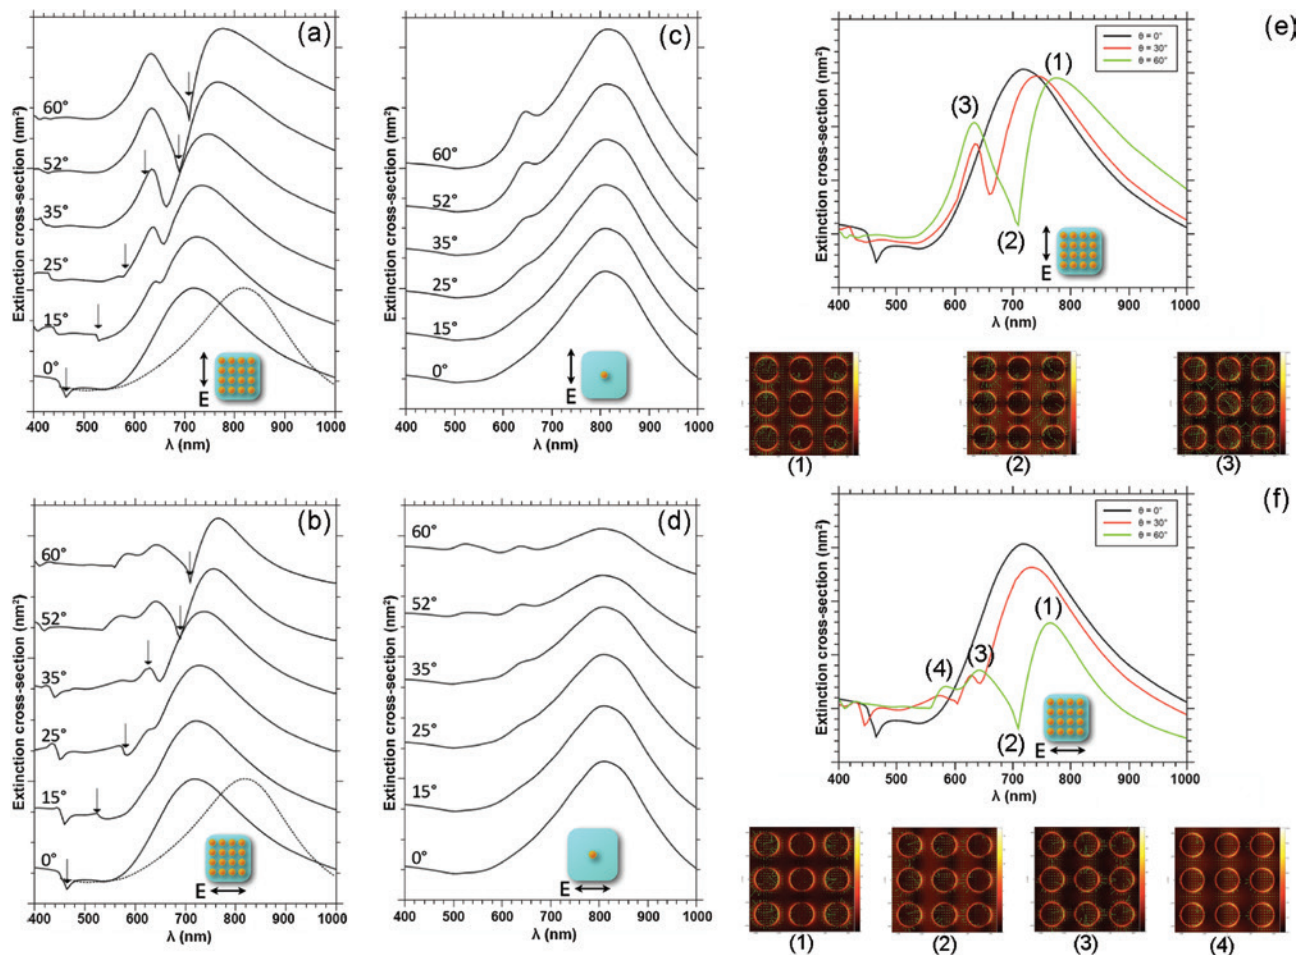 (a)
Extinction cross-section (nm²)
60°
52°
35°
25°
15°
0°
E
400 500 600 700 800 900 1000
λ (nm)
(c)
Extinction cross-section (nm²)
60°
52°
35°
25°
15°
0°
E
400 500 600 700 800 900 1000
λ (nm)
(e)
Extinction cross-section (nm²)
θ = 0°
θ = 30°
θ = 60°
(1)
(3)
(2)
E
400 500 600 700 800 900 1000
λ (nm)
(1) (2) (3)
(b)
Extinction cross-section (nm²)
60°
52°
35°
25°
15°
0°
E
400 500 600 700 800 900 1000
λ (nm)
(d)
Extinction cross-section (nm²)
60°
52°
35°
25°
15°
0°
E
400 500 600 700 800 900 1000
λ (nm)
(f)
Extinction cross-section (nm²)
θ = 0°
θ = 30°
θ = 60°
(1)
(3)
(4)
(2)
E
400 500 600 700 800 900 1000
λ (nm)
(1) (2) (3) (4)